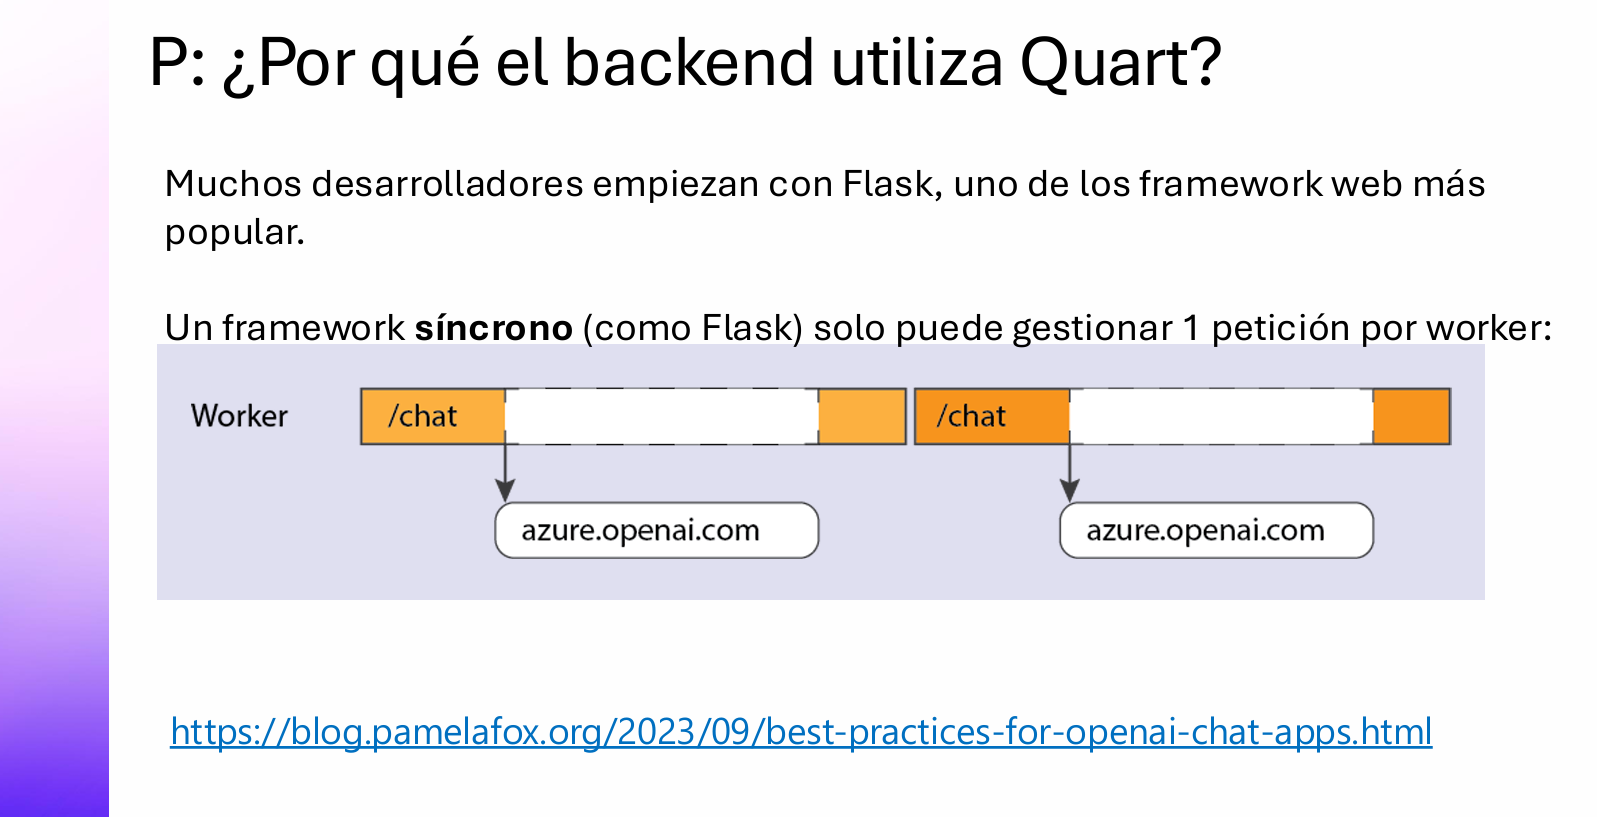 P: ¿Por qué el backend utiliza Quart?
Muchos desarrolladores empiezan con Flask, uno de los framework web más
popular.
Un framework síncrono (como Flask) solo puede gestionar 1 petición por worker:
Worker /chat /chat
azure.openai.com azure.openai.com
https://blog.pamelafox.org/2023/09/best-practices-for-openai-chat-apps.html